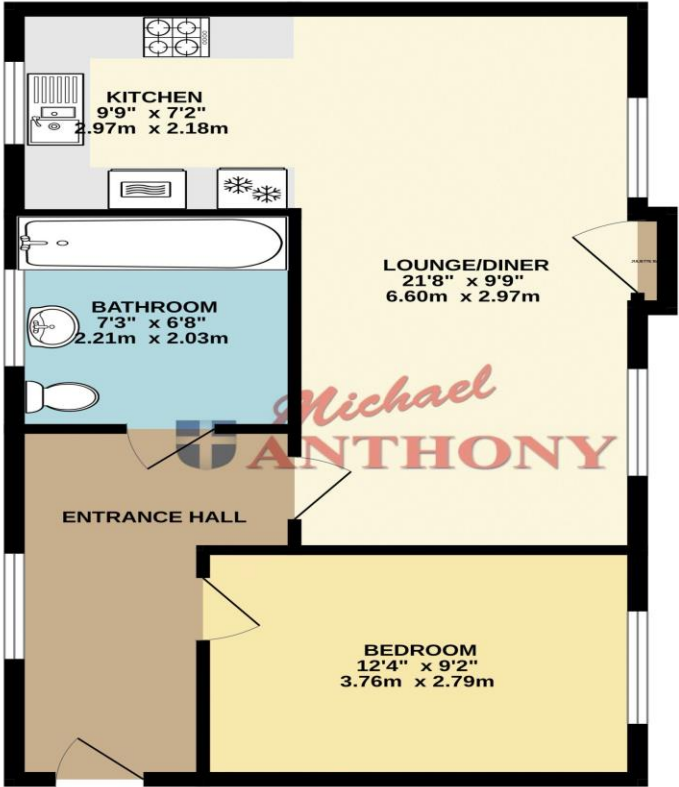 KITCHEN
9'9" x 7'2"
2.97m x 2.18m
LOUNGE/DINER
21'8" x 9'9"
6.60m x 2.97m
BATHROOM
7'3" x 6'8"
2.21m x 2.03m
Michael
ANTHONY
ENTRANCE HALL
BEDROOM
12'4" x 9'2"
3.76m x 2.79m